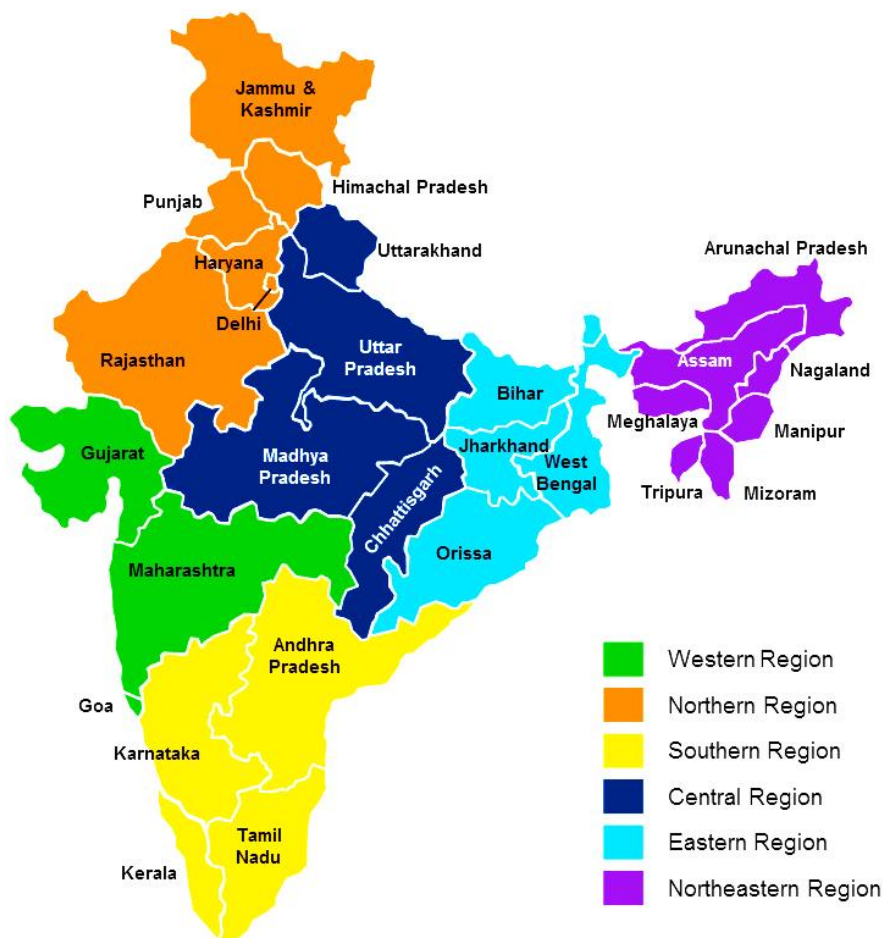 Jammu &
Kashmir
Himachal Pradesh
Punjab
Uttarakhand
Arunachal Pradesh
Haryana
Delhi
Rajasthan
Uttar
Pradesh
Assam
Nagaland
Bihar
Meghalaya
Manipur
Gujarat
Madhya
Pradesh
Jharkhand
West
Bengal
Tripura
Mizoram
Chhattisgarh
Orissa
Maharashtra
Andhra
Pradesh
Western Region
Goa
Northern Region
Karnataka
Southern Region
Central Region
Tamil
Nadu
Eastern Region
Kerala
Northeastern Region